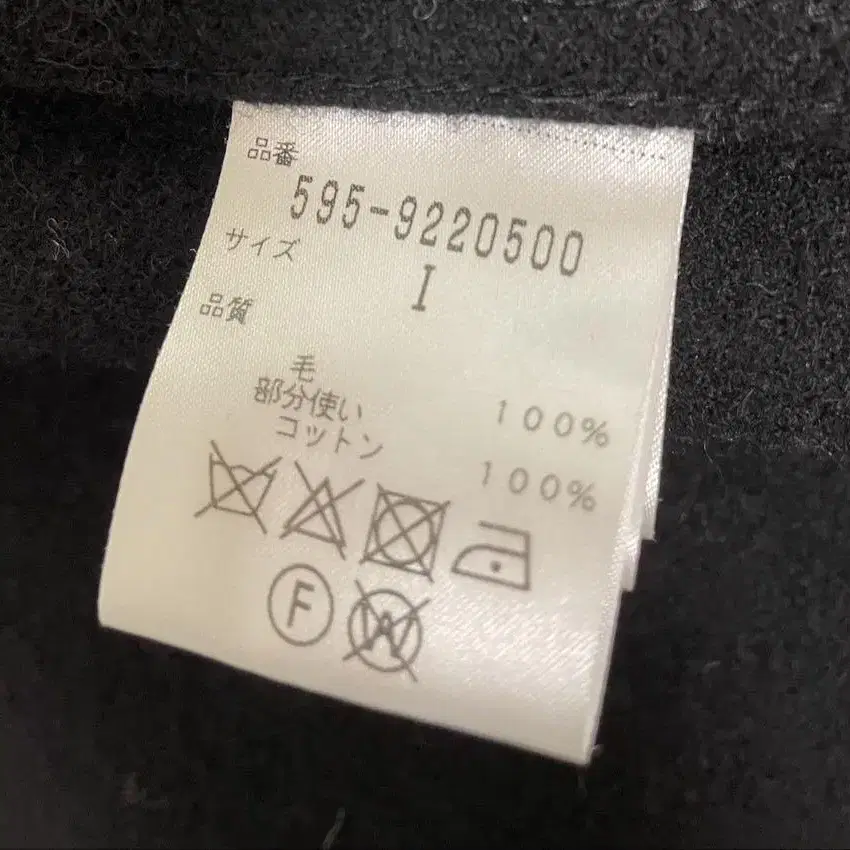 品番
595-9220500
サイズ
I
品質
毛
100%
部分使い
コットン
100%
F
W